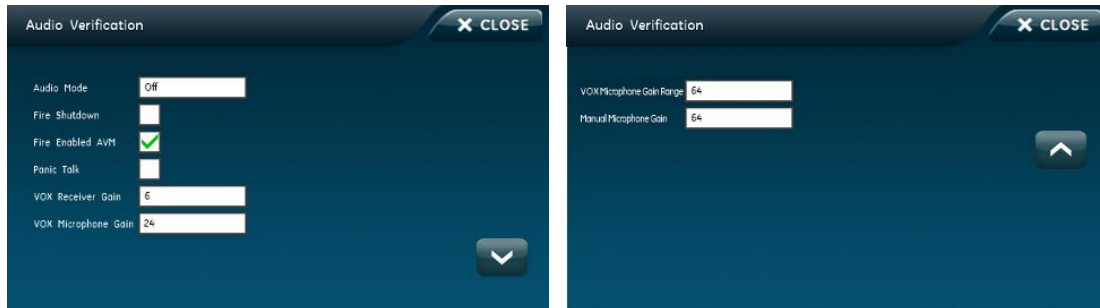 Audio Verification
X CLOSE
Audio Mode
Off
Fire Shutdown
Fire Enabled AVM
Panic Talk
VOX Receiver Gain
6
VOX Microphone Gain
24
Audio Verification
X CLOSE
VOX Microphone Gain Range
64
Manual Microphone Gain
64